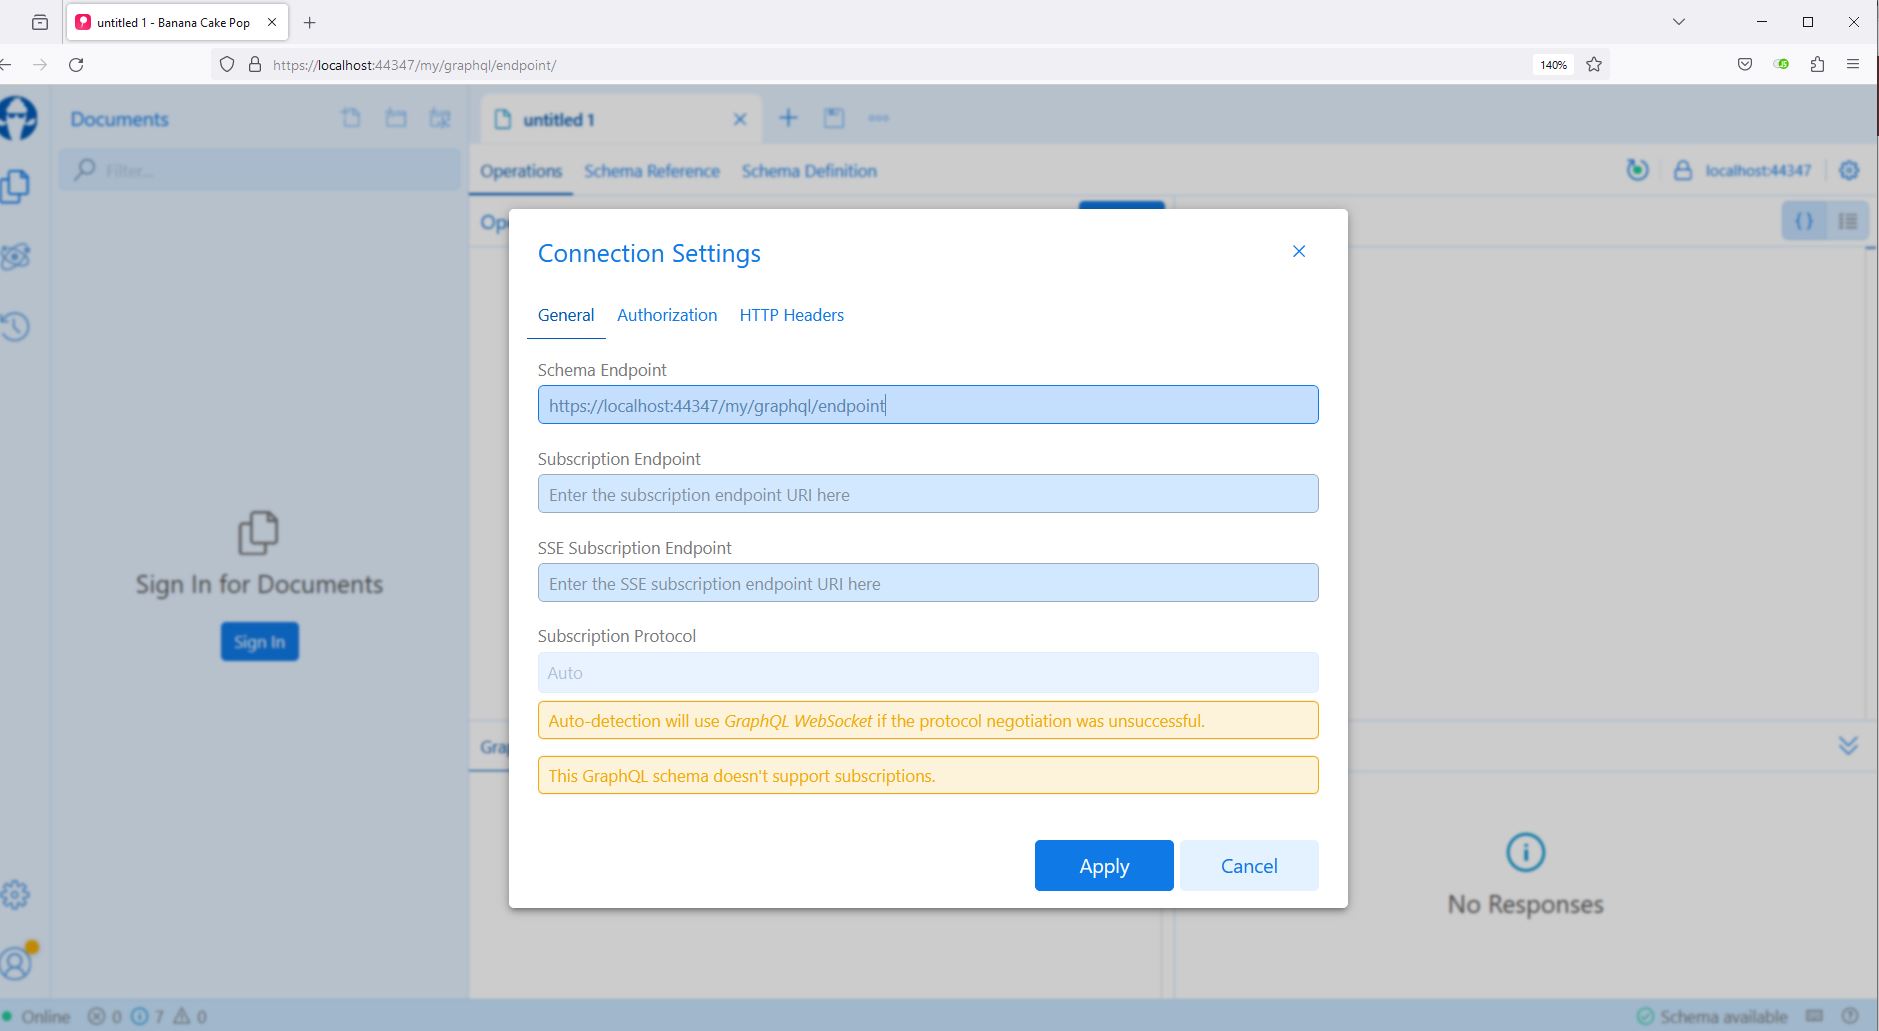 untitled 1 - Banana Cake Pop
https://localhost:44347/my/graphql/endpoint/
140%
Documents
untitled 1
Filter...
Operations
Schema Reference
Schema Definition
localhost:44347
Op
{ }
Connection Settings
General
Authorization
HTTP Headers
Schema Endpoint
https://localhost:44347/my/graphql/endpoint
Subscription Endpoint
Enter the subscription endpoint URI here
SSE Subscription Endpoint
Enter the SSE subscription endpoint URI here
Sign In for Documents
Sign In
Subscription Protocol
Auto
Auto-detection will use GraphQL WebSocket if the protocol negotiation was unsuccessful.
Gra
This GraphQL schema doesn't support subscriptions.
Apply
Cancel
No Responses
Online
0
7
0
Schema available